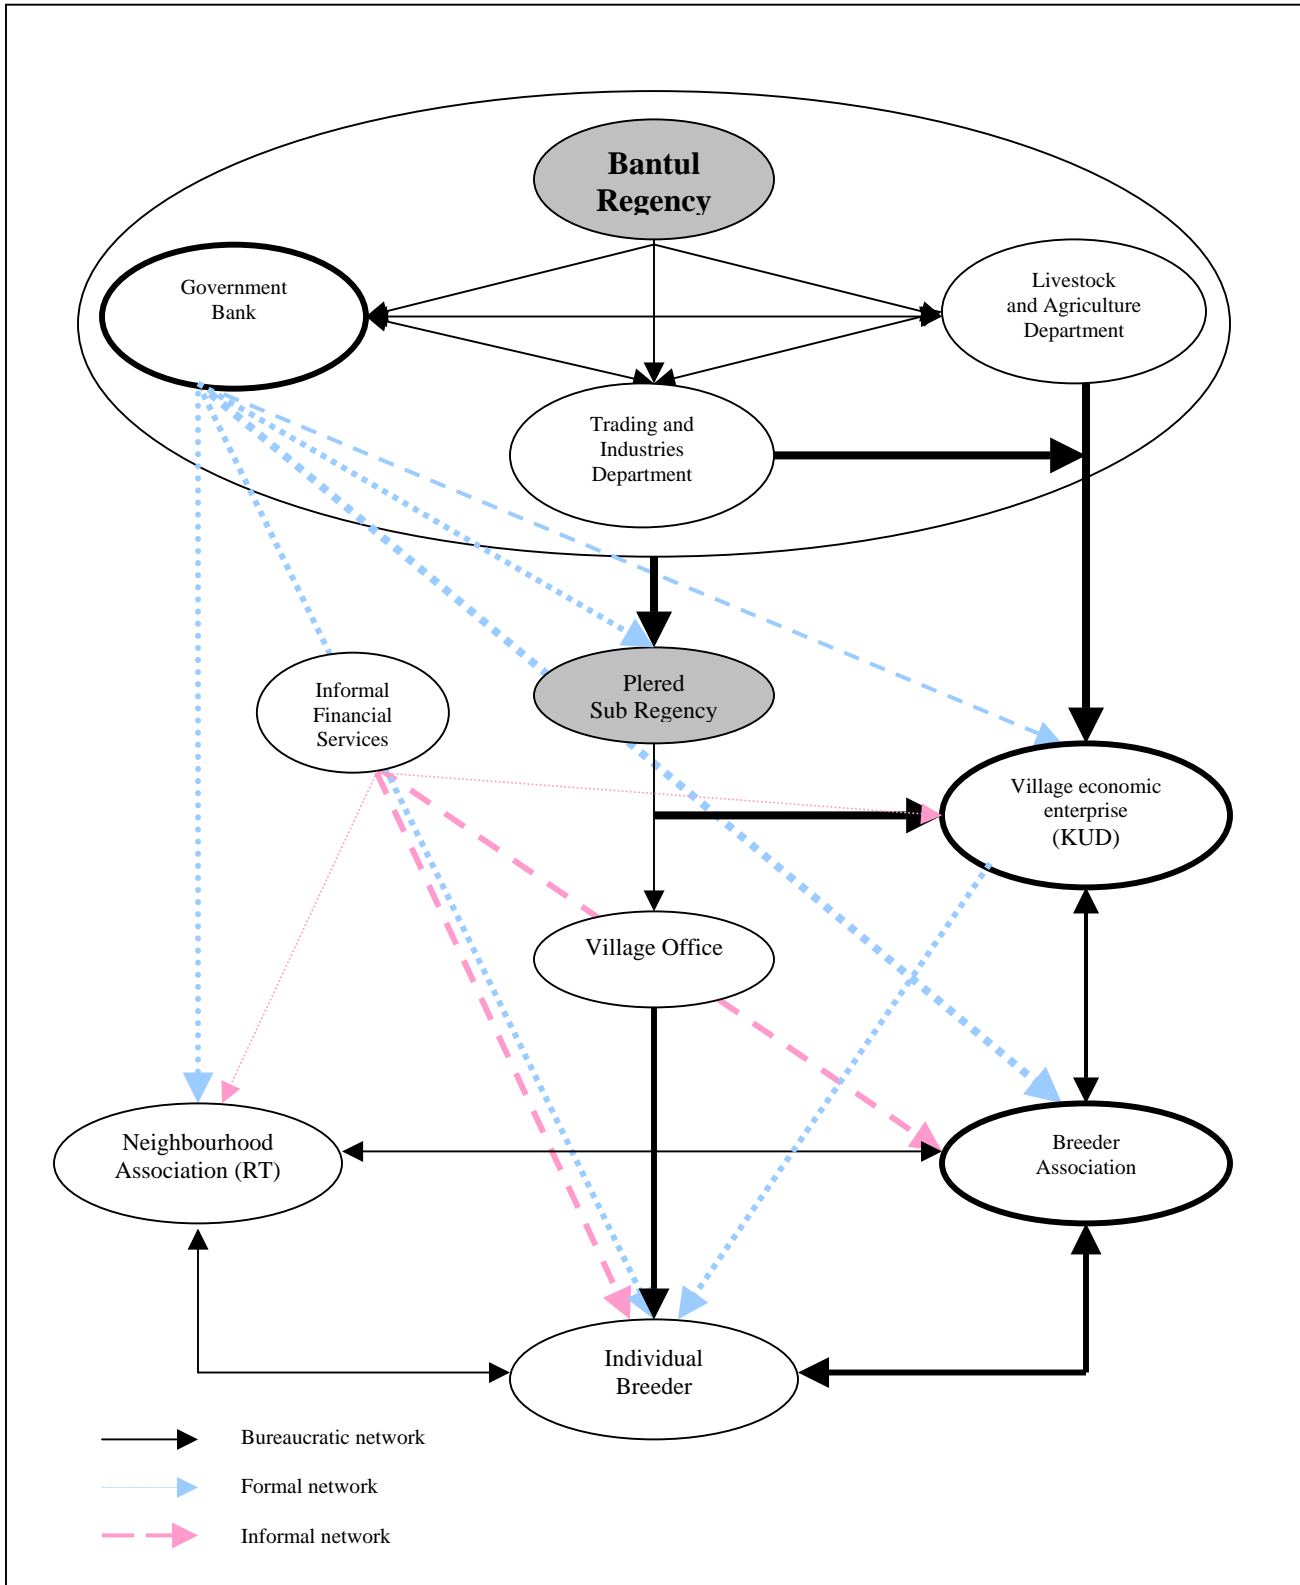 Bantul
Regency
Government
Bank
Livestock
and Agriculture
Department
Trading and
Industries
Department
Informal
Financial
Services
Plered
Sub Regency
Village economic
enterprise
(KUD)
Village Office
Neighbourhood
Association (RT)
Breeder
Association
Individual
Breeder
Bureaucratic network
Formal network
Informal network